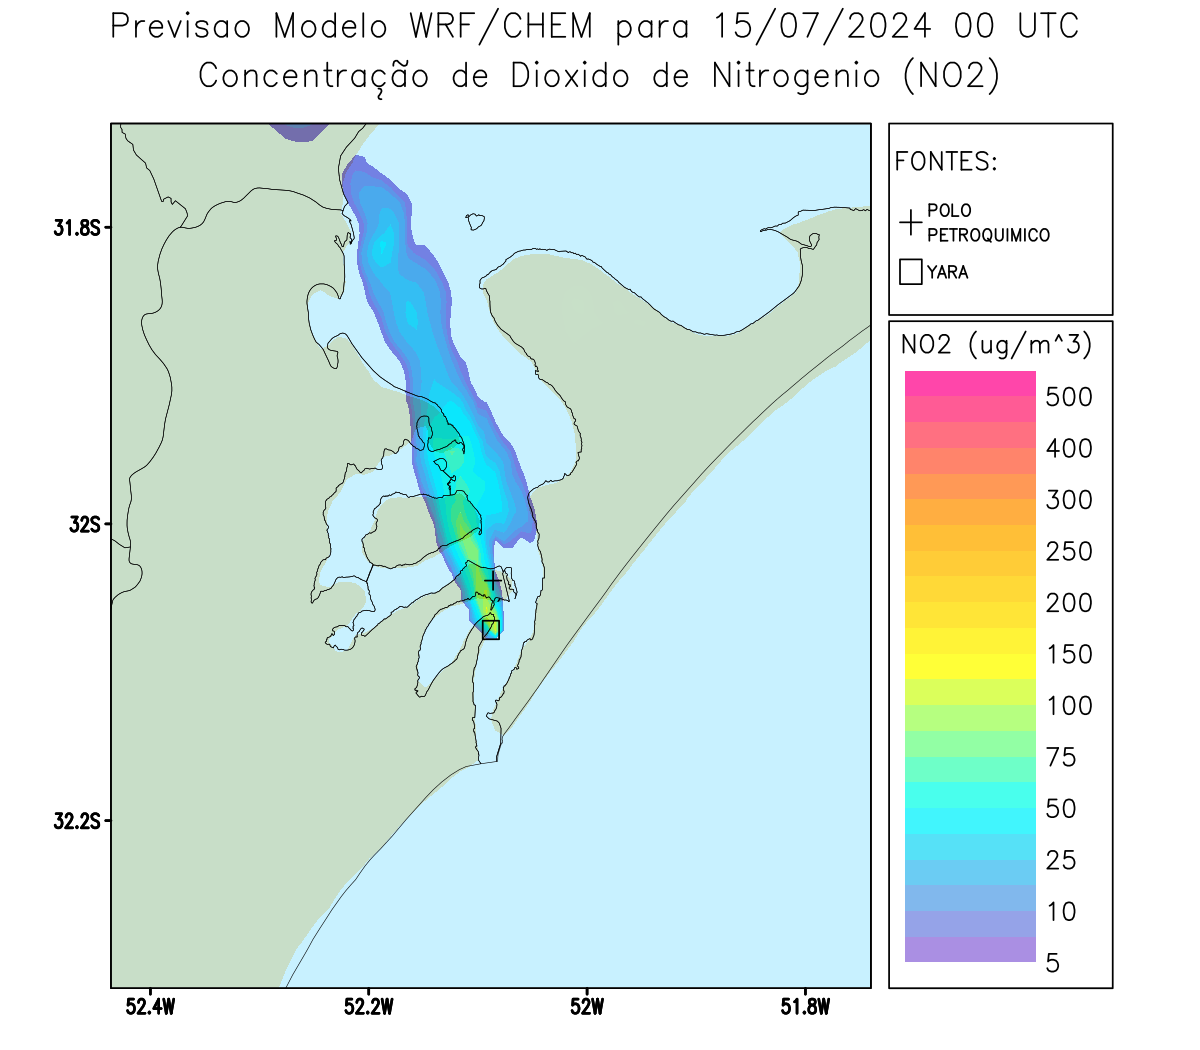 Previsao Modelo WRF/CHEM para 15/07/2024 00 UTC
Concentração de Dioxido de Nitrogenio (NO2)
FONTES:
POLO
PETROQUIMICO
YARA
NO2 (ug/m^3)
500
400
300
250
200
150
100
75
50
25
10
5
31.8S
32S
32.2S
52.4W
52.2W
52W
51.8W